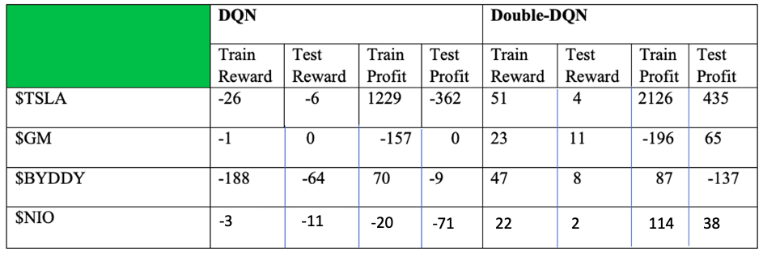 DQN Double-DQN
Train Reward Test Reward Train Profit Test Profit Train Reward Test Reward Train Profit Test Profit
$TSLA -26 -6 1229 -362 51 4 2126 435
$GM -1 0 -157 0 23 11 -196 65
$BYDDY -188 -64 70 -9 47 8 87 -137
$NIO -3 -11 -20 -71 22 2 114 38